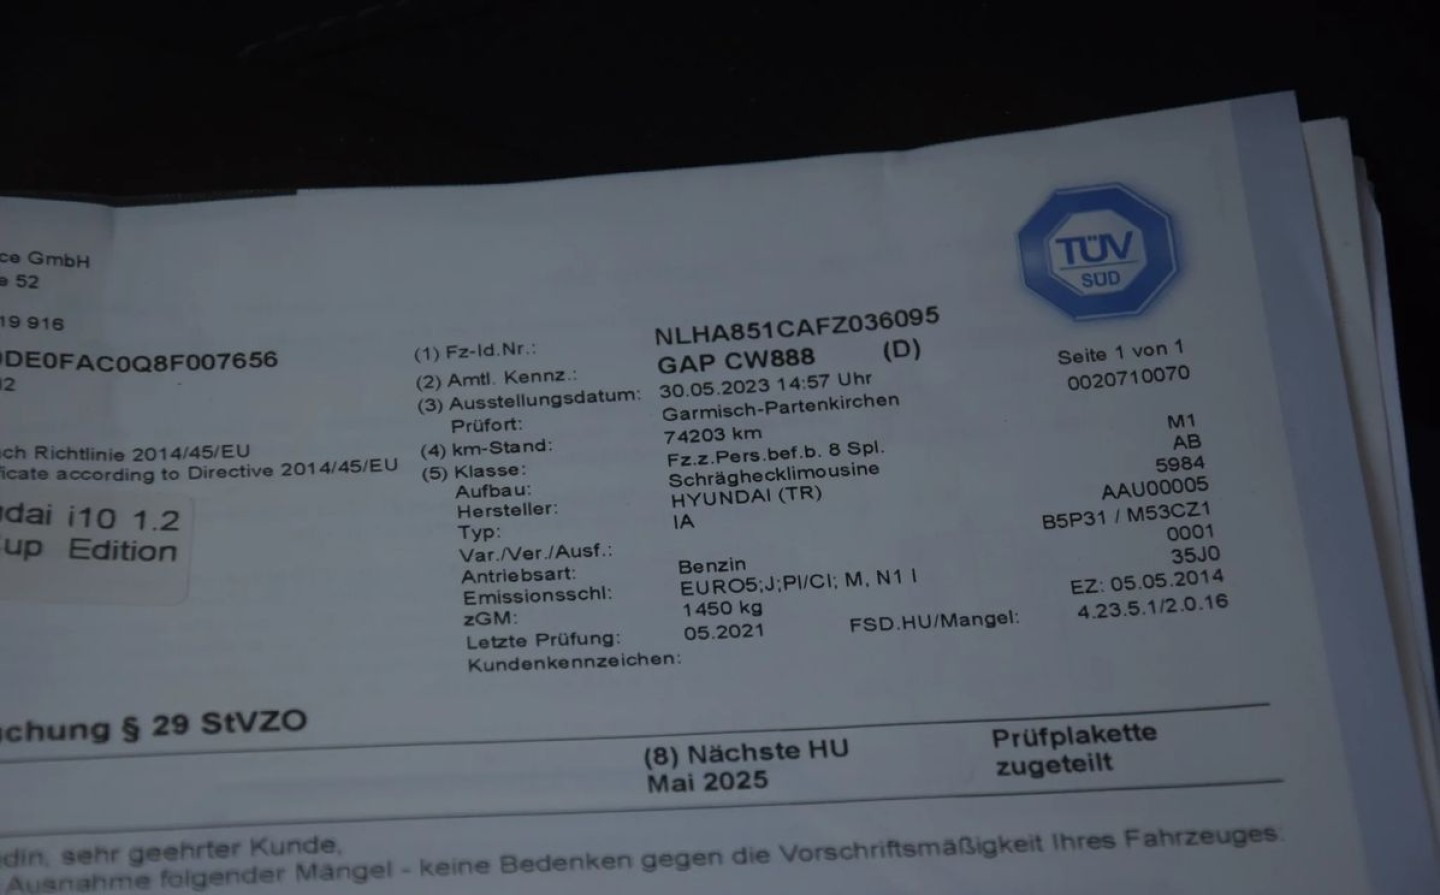 TÜV
SÜD
ce GmbH
52
19 916
DE0FAC0Q8F007656
ch Richtlinie 2014/45/EU
ficate according to Directive 2014/45/EU
dai i10 1.2
up Edition
(1) Fz-Id.Nr.: NLHA851CAFZ036095
(2) Amtl. Kennz.: GAP CW888 (D)
(3) Ausstellungsdatum: 30.05.2023 14:57 Uhr
Prüfort: Garmisch-Partenkirchen
(4) km-Stand: 74203 km
(5) Klasse: Fz.z.Pers.bef.b. 8 Spl.
Aufbau: Schräghecklimousine
Hersteller: HYUNDAI (TR)
Typ: IA
Var./Ver./Ausf.:
Antriebsart: Benzin
Emissionsschl: EURO5;J;PI/CI; M, N1 I
zGM: 1450 kg
Letzte Prüfung: 05.2021
Kundenkennzeichen:
FSD.HU/Mangel: 4.23.5.1/2.0.16
Seite 1 von 1
0020710070
M1
AB
5984
AAU00005
B5P31 / M53CZ1
0001
35J0
EZ: 05.05.2014
chung § 29 StVZO
(8) Nächste HU
Mai 2025
Prüfplakette
zugeteilt
din, sehr geehrter Kunde,
Ausnahme folgender Mängel - keine Bedenken gegen die Vorschriftsmäßigkeit Ihres Fahrzeuges: